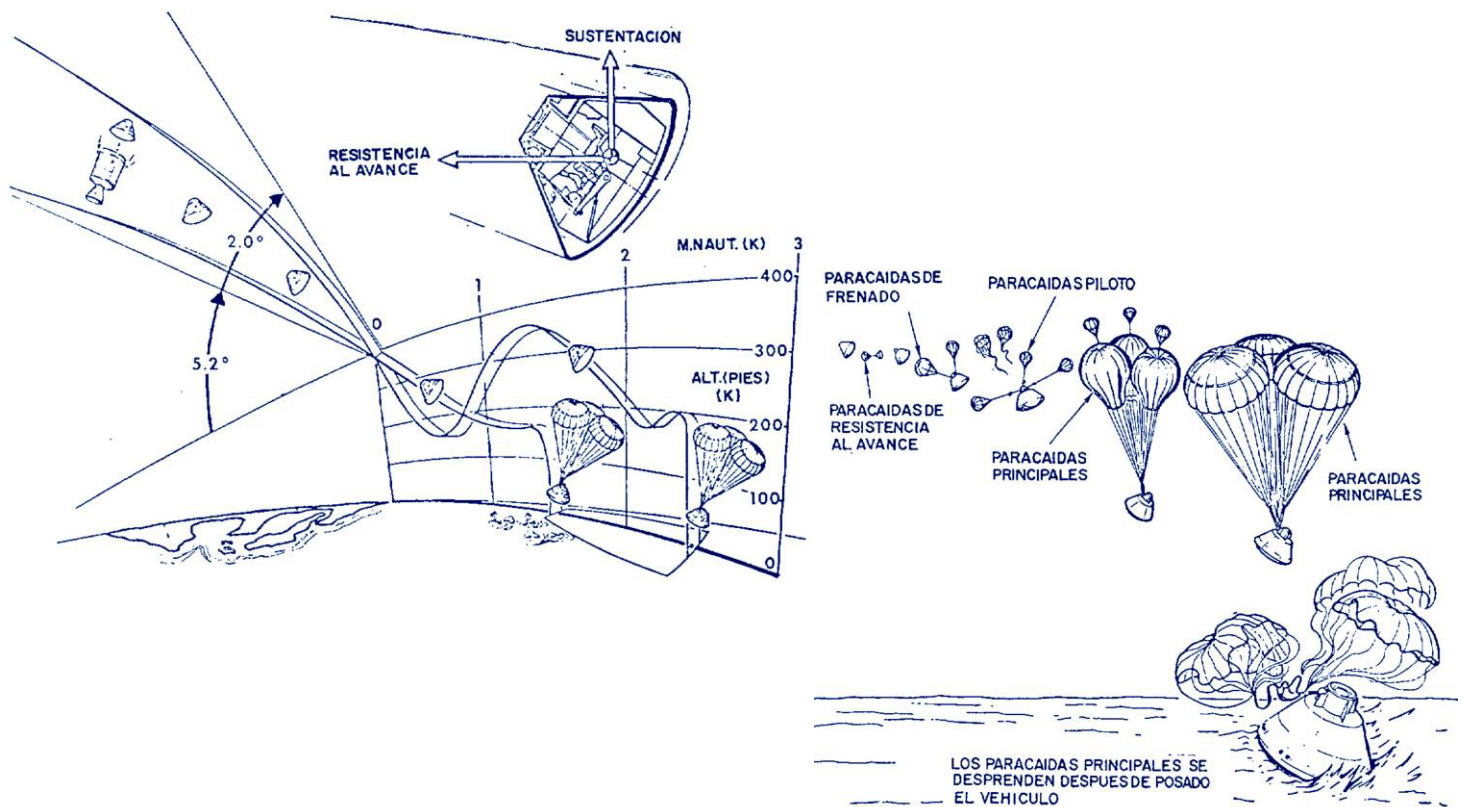 SUSTENTACION
RESISTENCIA
AL AVANCE
2.0°
5.2°
M.NAUT. (K)
0
1
2
3
400
300
ALT.(PIES)
(K)
200
100
0
PARACAIDAS DE
FRENADO
PARACAIDAS PILOTO
PARACAIDAS DE
RESISTENCIA
AL AVANCE
PARACAIDAS
PRINCIPALES
PARACAIDAS
PRINCIPALES
LOS PARACAIDAS PRINCIPALES SE
DESPRENDEN DESPUES DE POSADO
EL VEHICULO